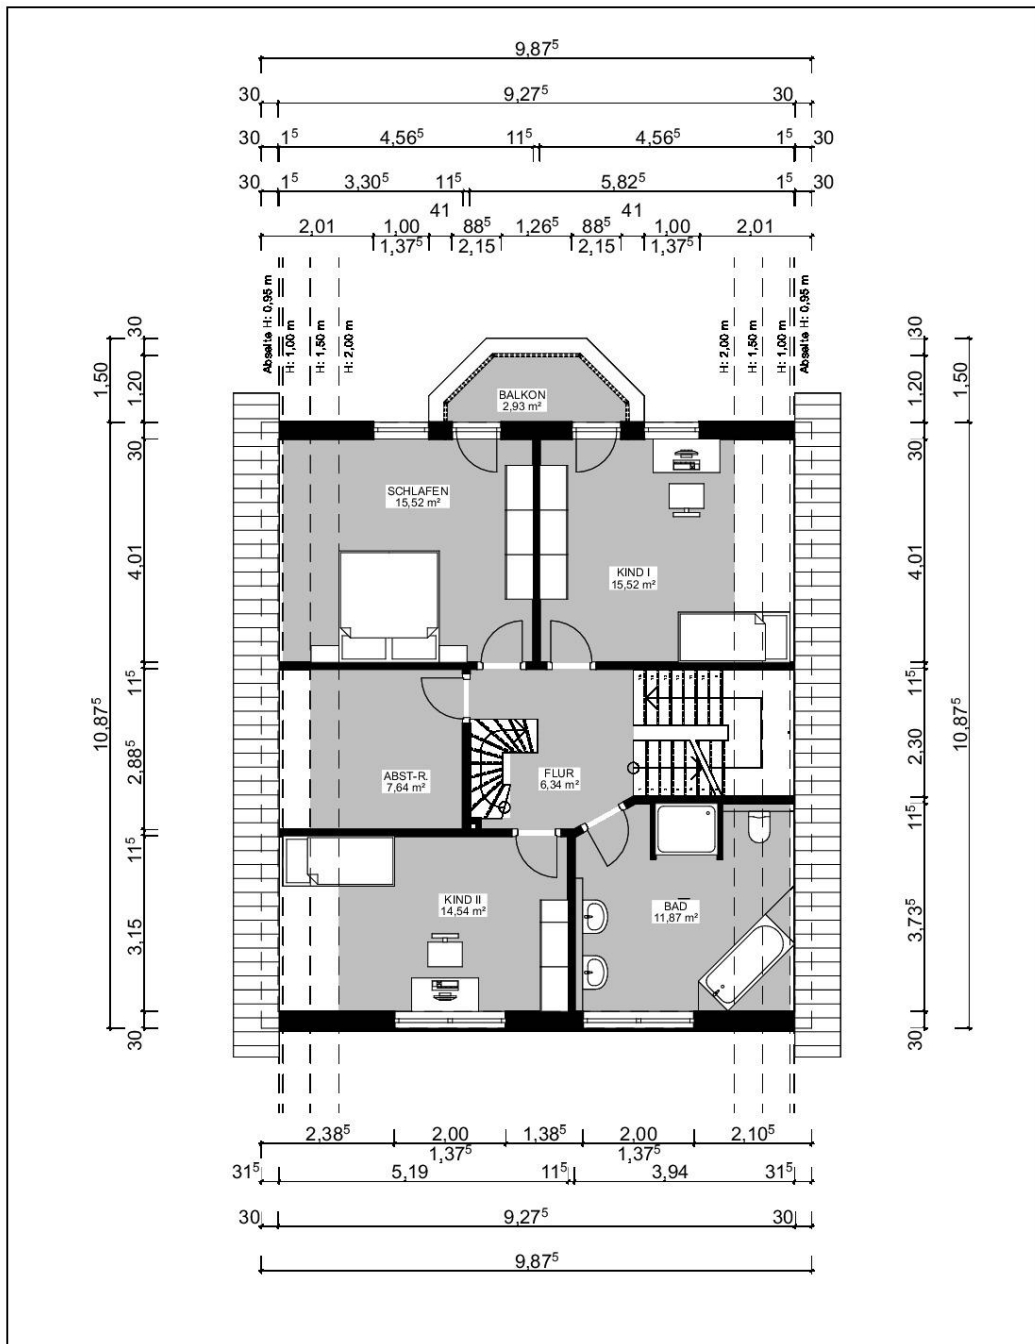 9,87⁵
30 9,27⁵ 30
30 1⁵ 4,56⁵ 11⁵ 4,56⁵ 1⁵ 30
30 1⁵ 3,30⁵ 11⁵ 5,82⁵ 1⁵ 30
41 41
2,01 1,00 88⁵ 1,26⁵ 88⁵ 1,00 2,01
1,37⁵ 2,15 2,15 1,37⁵
Abseite H: 0,95 m
H: 1,00 m
H: 1,50 m
H: 2,00 m
H: 2,00 m
H: 1,50 m
H: 1,00 m
Abseite H: 0,95 m
1,50
10,87⁵
30
1,20
30
4,01
11⁵
2,88⁵
11⁵
3,15
30
BALKON
2,93 m²
SCHLAFEN
15,52 m²
KIND I
15,52 m²
ABST-R.
7,64 m²
FLUR
6,34 m²
KIND II
14,54 m²
BAD
11,87 m²
30
1,20
30
4,01
11⁵
2,30
11⁵
3,73⁵
30
1,50
10,87⁵
2,38⁵ 2,00 1,38⁵ 2,00 2,10⁵
1,37⁵ 1,37⁵
31⁵ 5,19 11⁵ 3,94 31⁵
30 9,27⁵ 30
9,87⁵